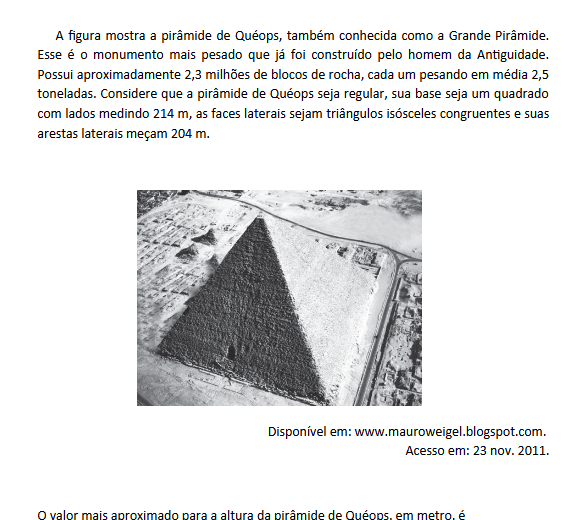 A figura mostra a pirâmide de Quéops, também conhecida como a Grande Pirâmide.
Esse é o monumento mais pesado que já foi construído pelo homem da Antiguidade.
Possui aproximadamente 2,3 milhões de blocos de rocha, cada um pesando em média 2,5
toneladas. Considere que a pirâmide de Quéops seja regular, sua base seja um quadrado
com lados medindo 214 m, as faces laterais sejam triângulos isósceles congruentes e suas
arestas laterais meçam 204 m.
Disponível em: www.mauroweigel.blogspot.com.
Acesso em: 23 nov. 2011.
O valor mais aproximado para a altura da pirâmide de Quéops, em metro, é